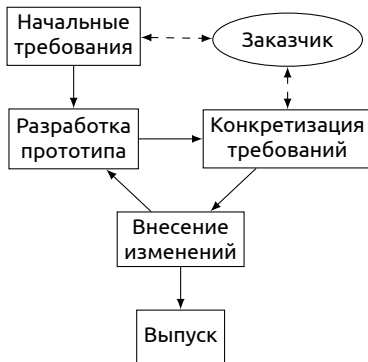 Начальные
требования
Заказчик
Разработка
прототипа
Конкретизация
требований
Внесение
изменений
Выпуск